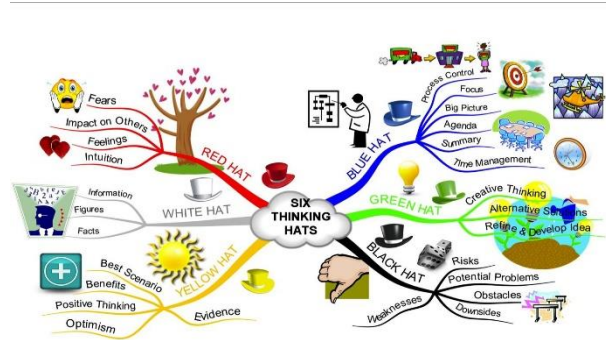 SIX
THINKING
HATS
RED HAT
Fears
Impact on Others
Feelings
Intuition
WHITE HAT
Information
Figures
Facts
YELLOW HAT
Best Scenario
Benefits
Positive Thinking
Optimism
Evidence
BLUE HAT
Process Control
Focus
Big Picture
Agenda
Summary
Time Management
GREEN HAT
Creative Thinking
Alternative Solutions
Refine & Develop Idea
BLACK HAT
Risks
Potential Problems
Obstacles
Downsides
Weaknesses